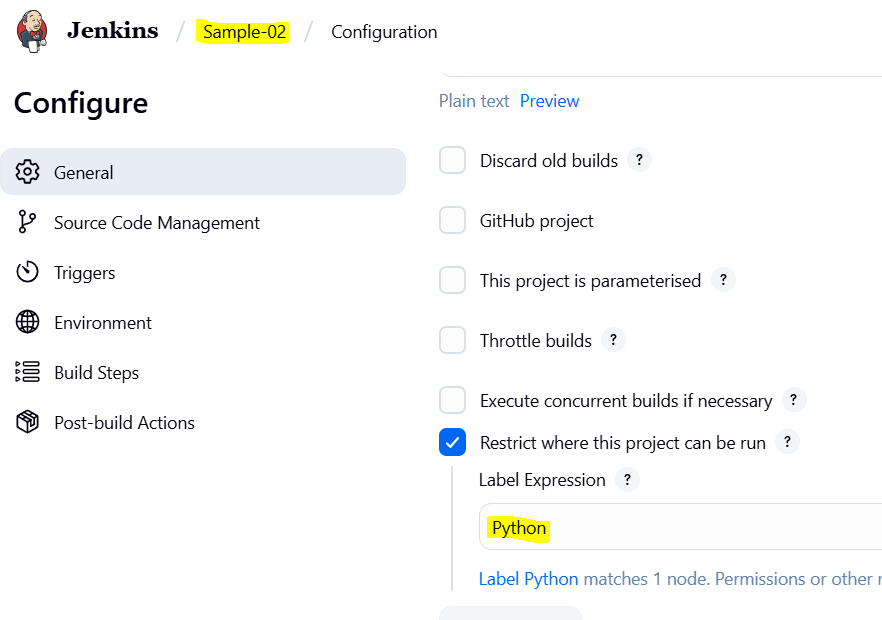 Jenkins / Sample-02 / Configuration
Configure
General
Source Code Management
Triggers
Environment
Build Steps
Post-build Actions
Plain text Preview
Discard old builds ?
GitHub project
This project is parameterised ?
Throttle builds ?
Execute concurrent builds if necessary ?
Restrict where this project can be run ?
Label Expression ?
Python
Label Python matches 1 node. Permissions or other